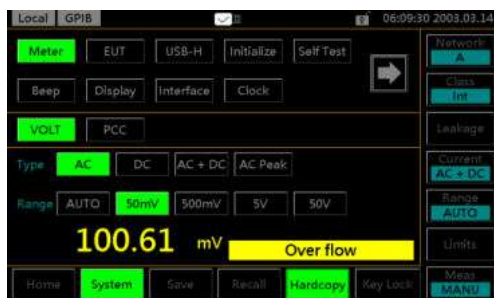 Local GPIB 06:09:30 2003.03.14
Meter EUT USB-H Initialize Self Test
Beep Display Interface Clock
VOLT PCC
Type AC DC AC + DC AC Peak
Range AUTO 50mV 500mV 5V 50V
100.61 mV Over flow
Home System Save Recall Hardcopy Key Lock
Network
A
Class
Int
Leakage
Current
AC + DC
Range
AUTO
Limits
Meas
MANU